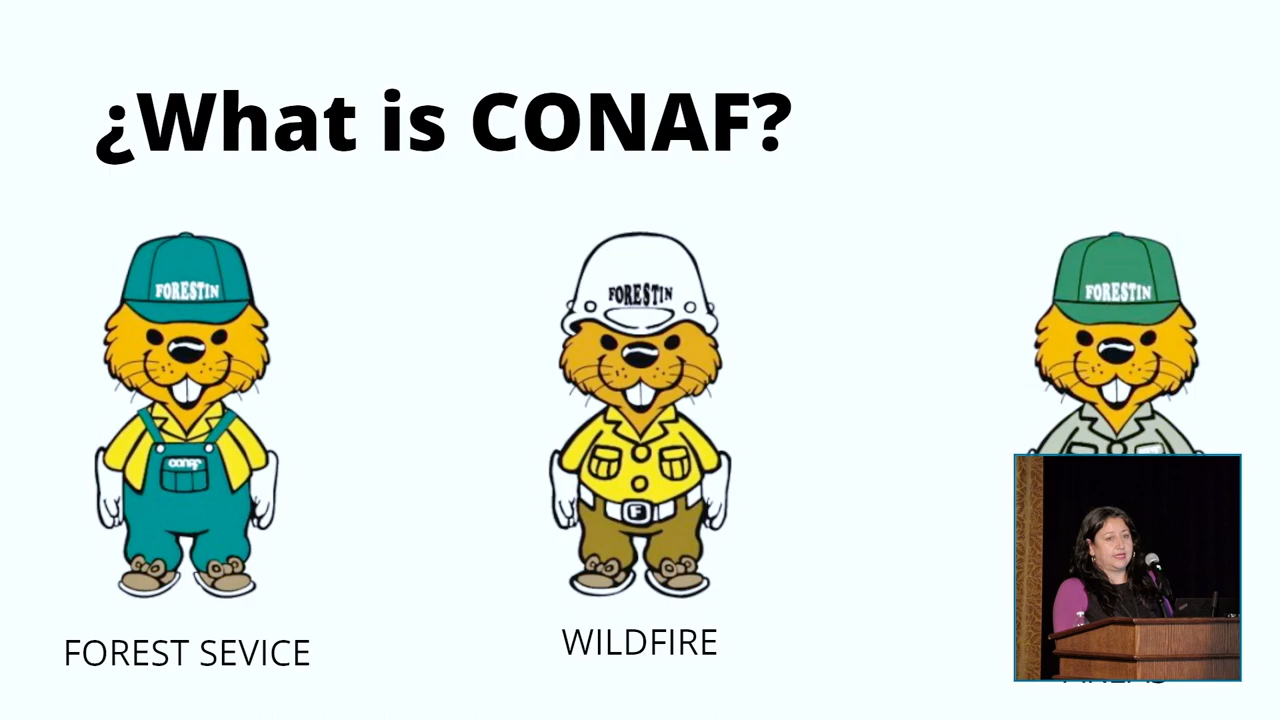 ¿What is CONAF?
FORESTIN
FORESTIN
FORESTIN
conaf
F
FOREST SEVICE
WILDFIRE